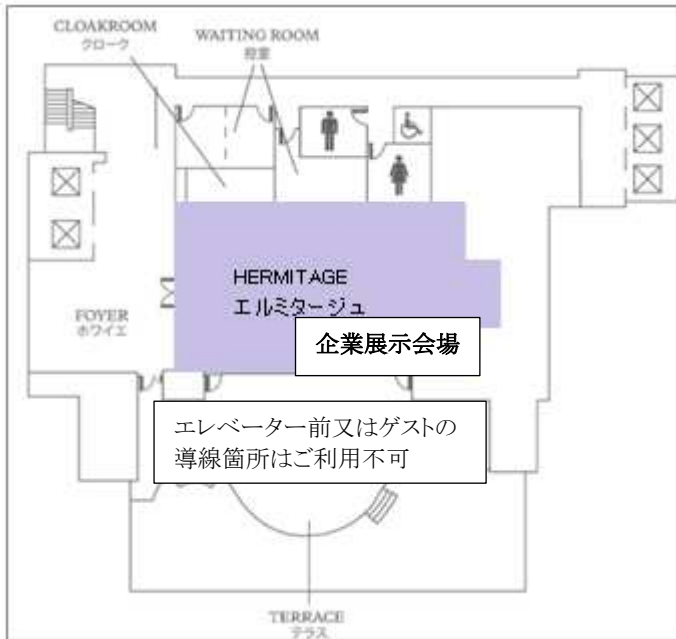 CLOAKROOM
クローク
WAITING ROOM
控室
HERMITAGE
エルミタージュ
FOYER
ホワイエ
企業展示会場
エレベーター前又はゲストの
導線箇所はご利用不可
TERRACE
テラス